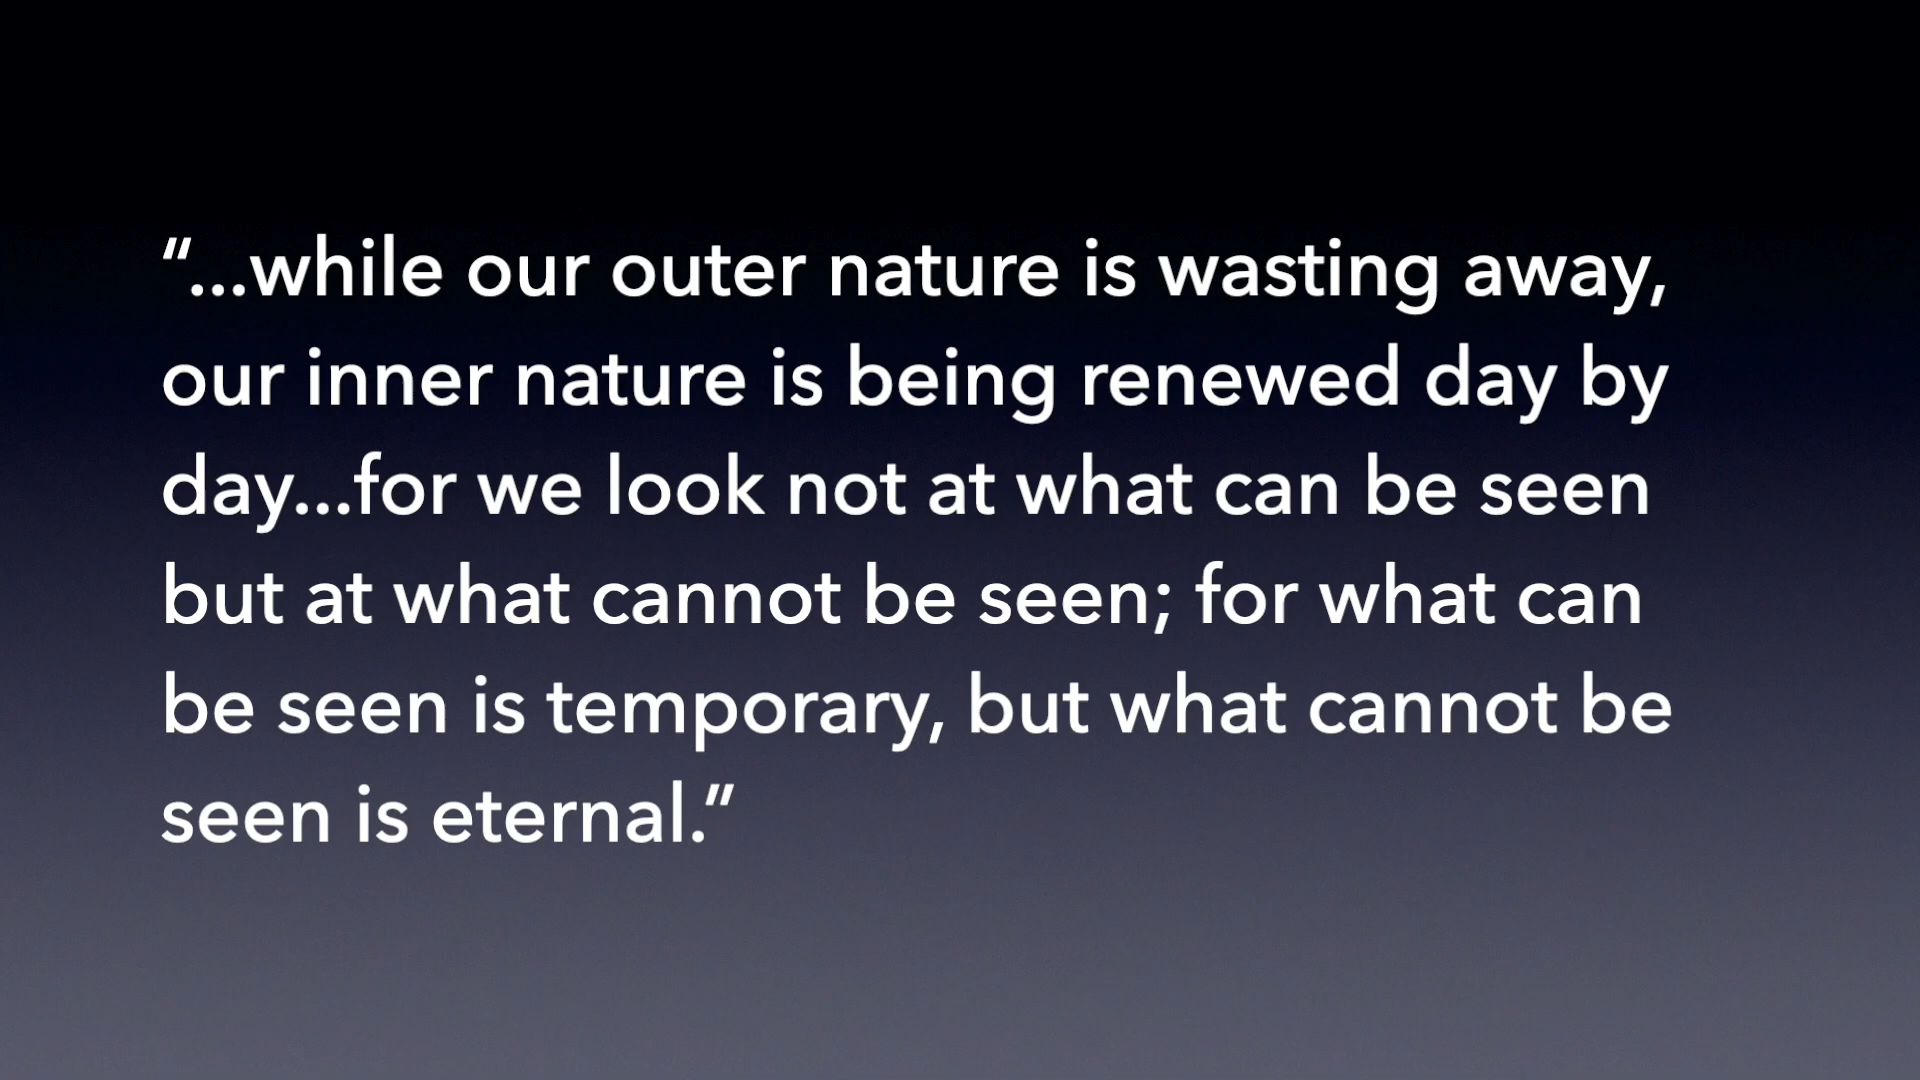 “...while our outer nature is wasting away,
our inner nature is being renewed day by
day...for we look not at what can be seen
but at what cannot be seen; for what can
be seen is temporary, but what cannot be
seen is eternal.”